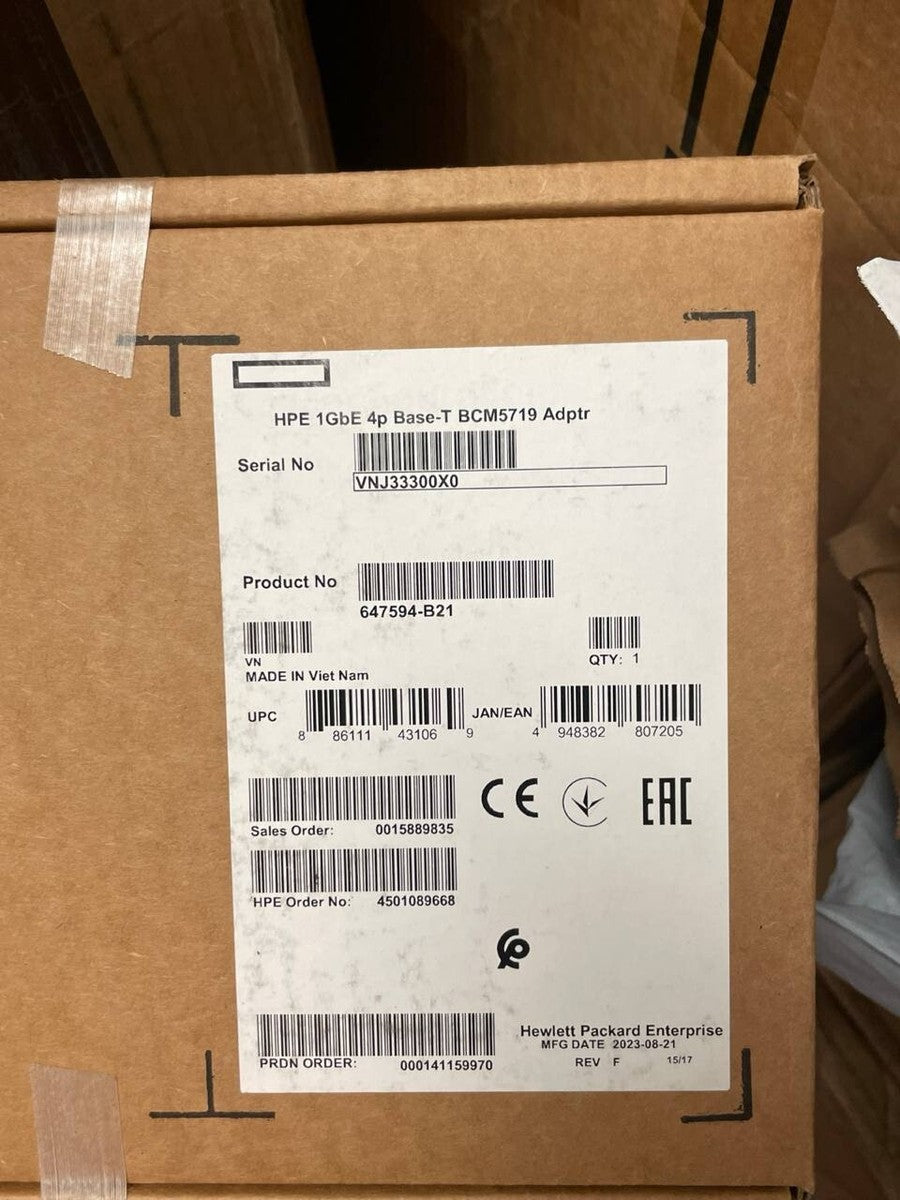 HPE 1GbE 4p Base-T BCM5719 Adptr
Serial No
VNJ33300X0
Product No
647594-B21
VN
QTY: 1
MADE IN Viet Nam
UPC 8 86111 43106 9 JAN/EAN 4 948382 807205
CE EAC
Sales Order: 0015889835
HPE Order No: 4501089668
Hewlett Packard Enterprise
MFG DATE 2023-08-21
PRDN ORDER: 000141159970 REV F 15/17